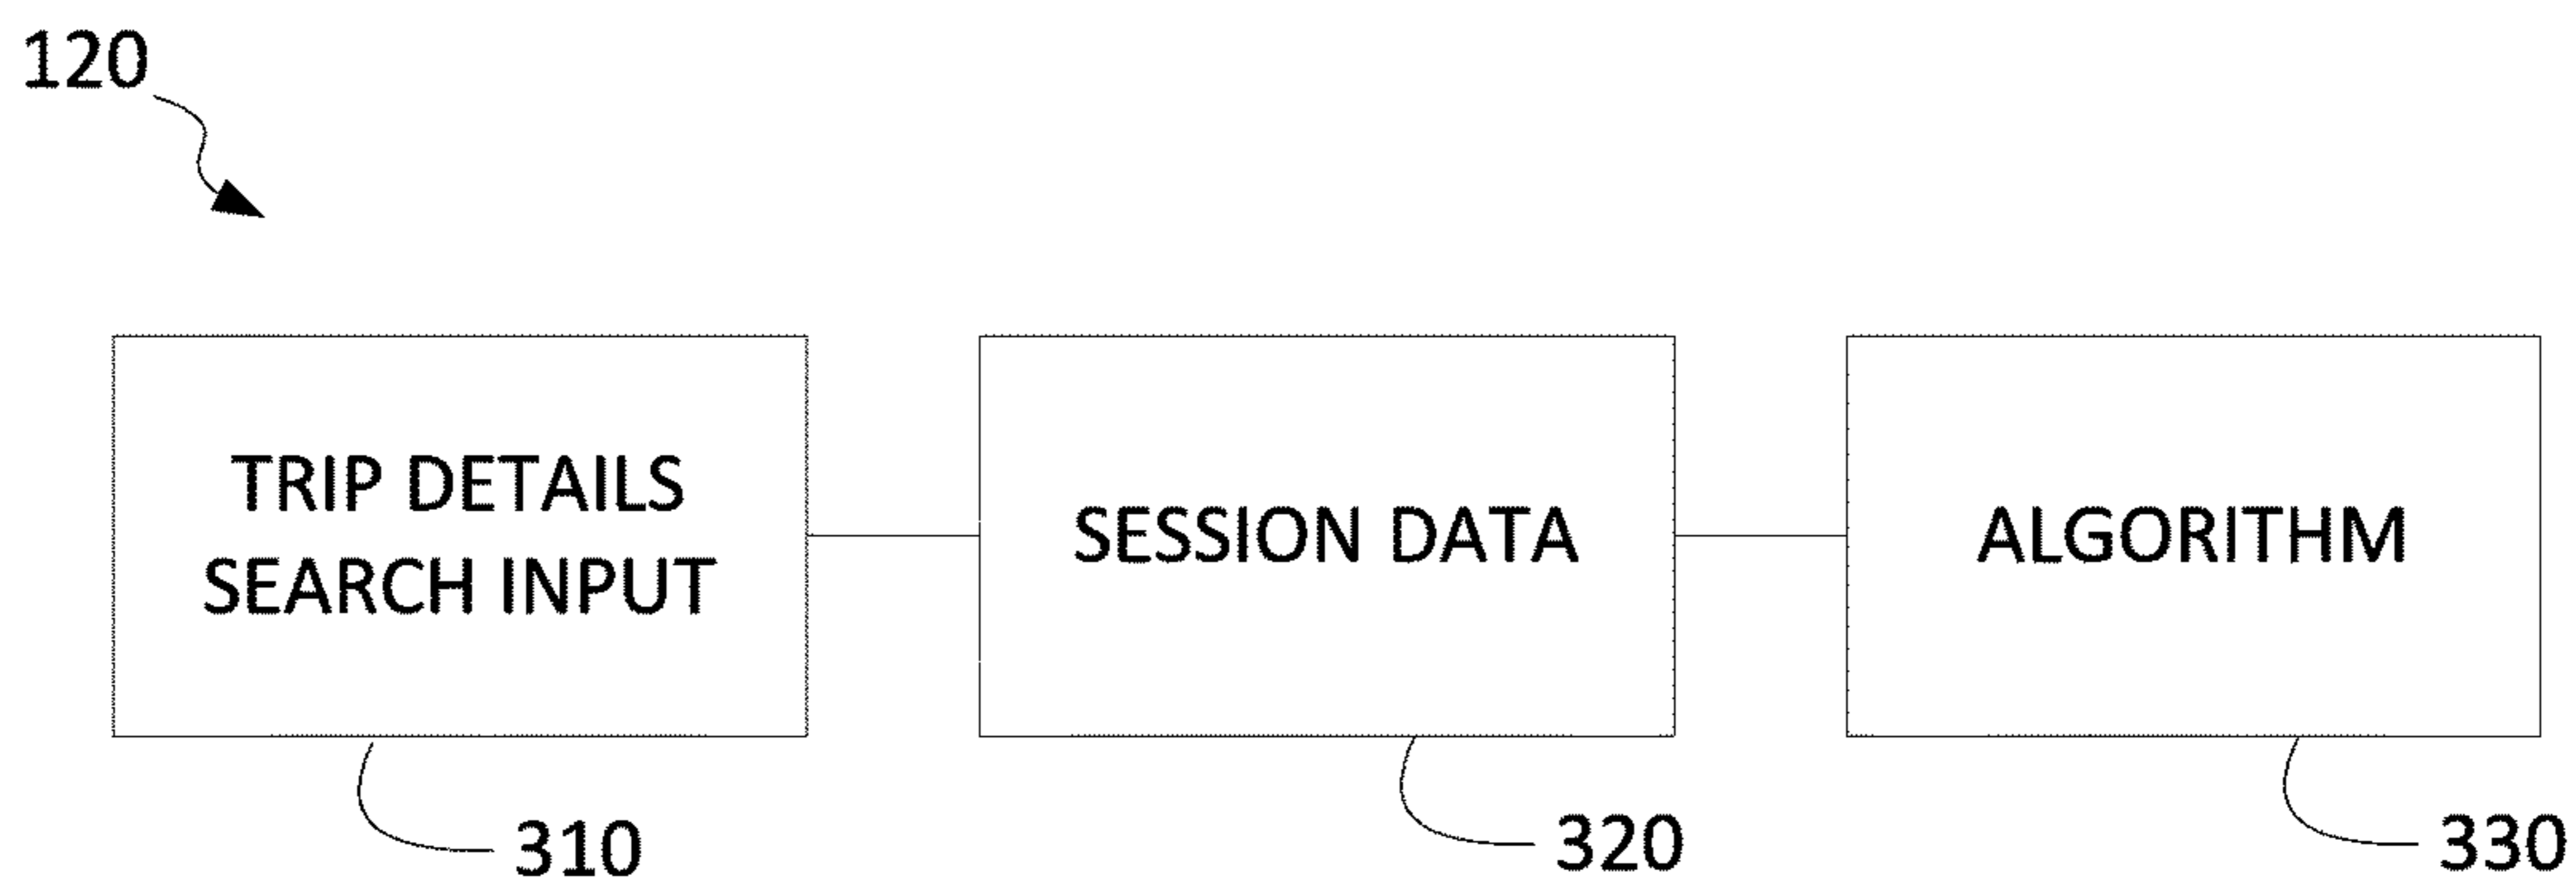 120
TRIP DETAILS
SEARCH INPUT
SESSION DATA
ALGORITHM
310
320
330